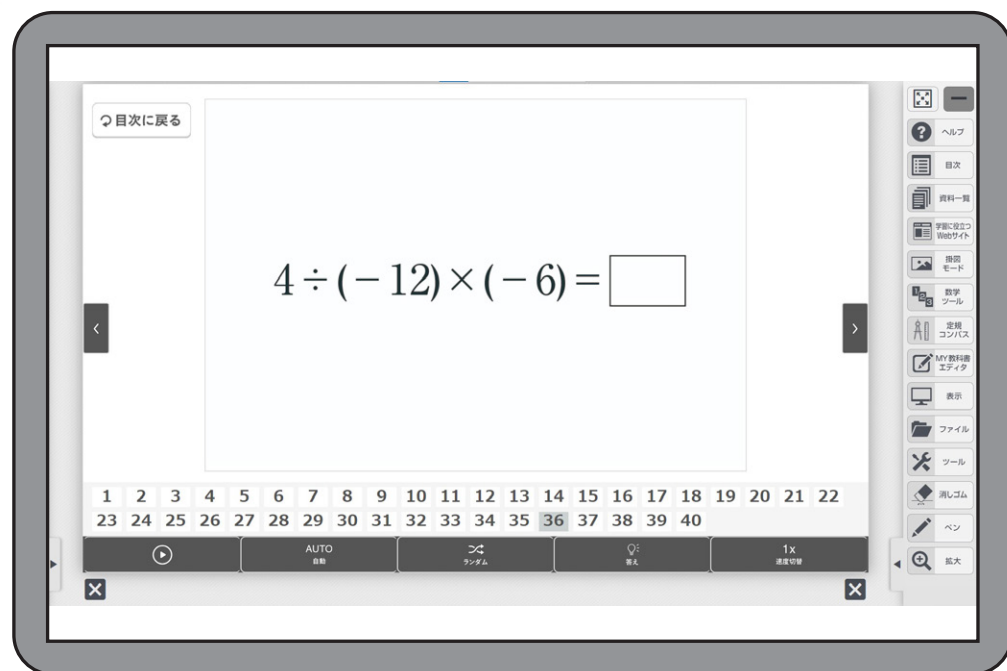 目次に戻る
4÷(−12)×(−6)=
1 2 3 4 5 6 7 8 9 10 11 12 13 14 15 16 17 18 19 20 21 22
23 24 25 26 27 28 29 30 31 32 33 34 35 36 37 38 39 40
AUTO
自動
ランダム
答え
1x
速度切替
ヘルプ
目次
資料一覧
学習に役立つ
Webサイト
掛図
モード
1 2 3
数学
ツール
定規
コンパス
MY教科書
エディタ
表示
ファイル
ツール
消しゴム
ペン
拡大